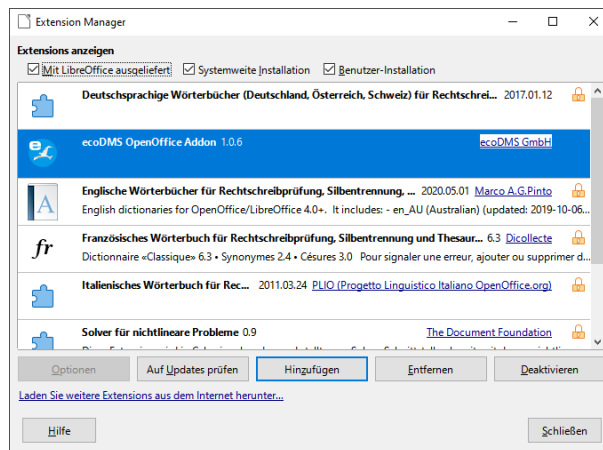 Extension Manager
Extensions anzeigen
Mit LibreOffice ausgeliefert Systemweite Installation Benutzer-Installation
Deutschsprachige Wörterbücher (Deutschland, Österreich, Schweiz) für Rechtschrei... 2017.01.12
ecoDMS OpenOffice Addon 1.0.6 ecoDMS GmbH
Englische Wörterbücher für Rechtschreibprüfung, Silbentrennung, ... 2020.05.01 Marco A.G.Pinto
English dictionaries for OpenOffice/LibreOffice 4.0+. It includes: - en_AU (Australian) (updated: 2019-10-06...
fr Französisches Wörterbuch für Rechtschreibprüfung, Silbentrennung und Thesaur... 6.3 Dicollecte
Dictionnaire «Classique» 6.3 • Synonymes 2.4 • Césures 3.0 Pour signaler une erreur, ajouter ou supprimer d...
Italienisches Wörterbuch für Rec... 2011.03.24 PLIO (Progetto Linguistico Italiano OpenOffice.org)
Solver für nichtlineare Probleme 0.9 The Document Foundation
Optionen Auf Updates prüfen Hinzufügen Entfernen Deaktivieren
Laden Sie weitere Extensions aus dem Internet herunter...
Hilfe Schließen